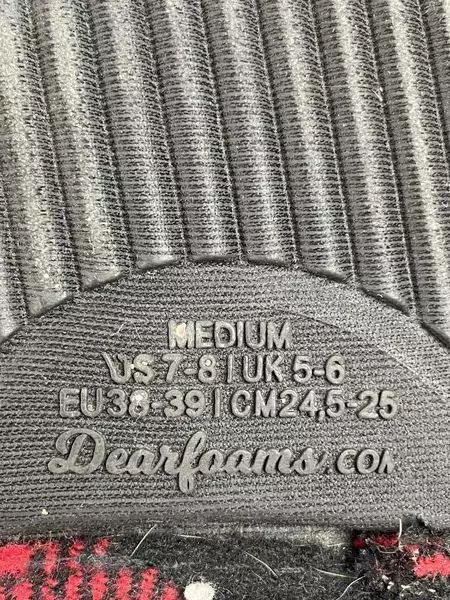 MEDIUM
US 7-8 | UK 5-6
EU 38-39 | CM 24,5-25
Dearfoams.COM